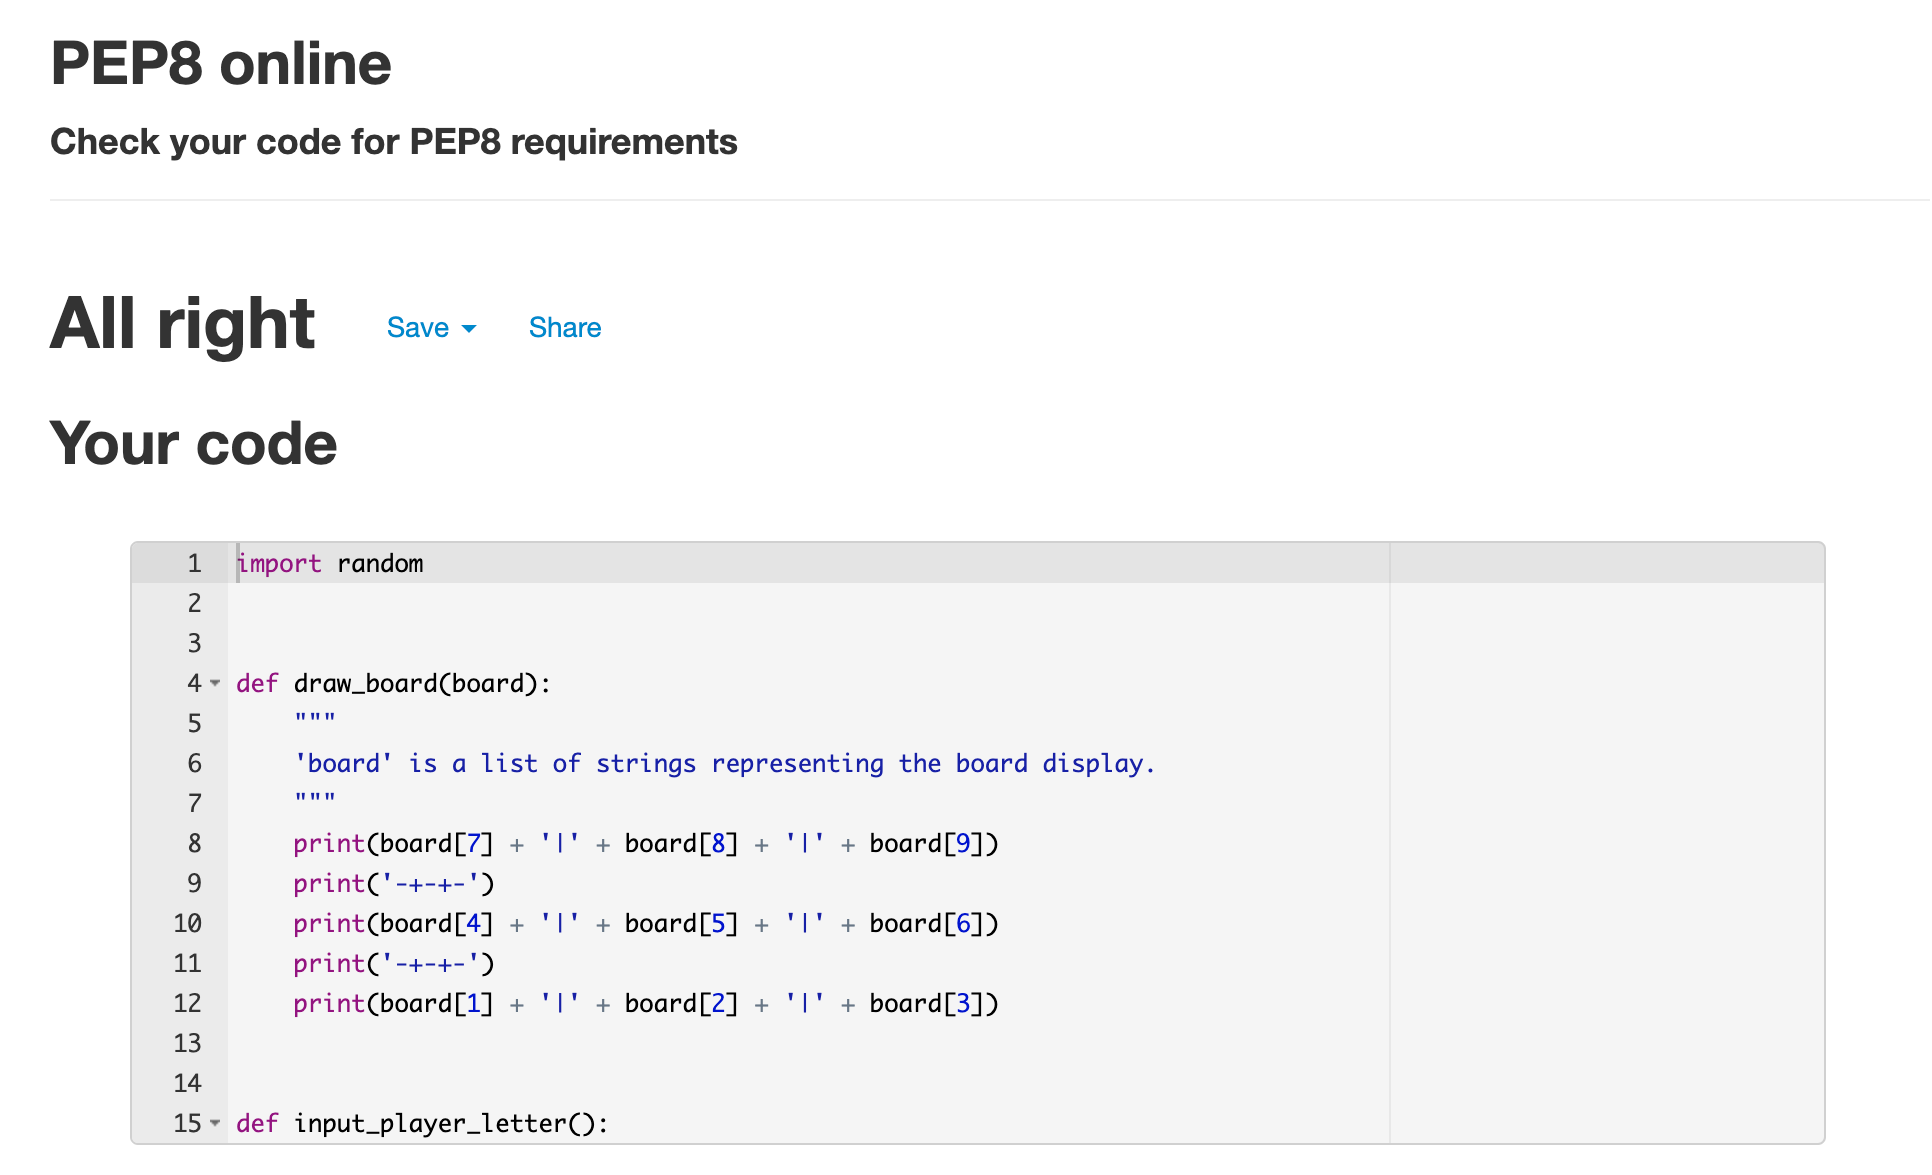 PEP8 online
Check your code for PEP8 requirements
All right Save Share
Your code
1 import random
2
3
4 def draw_board(board):
5     """
6     'board' is a list of strings representing the board display.
7     """
8     print(board[7] + '|' + board[8] + '|' + board[9])
9     print('-+-+-')
10     print(board[4] + '|' + board[5] + '|' + board[6])
11     print('-+-+-')
12     print(board[1] + '|' + board[2] + '|' + board[3])
13
14
15 def input_player_letter():